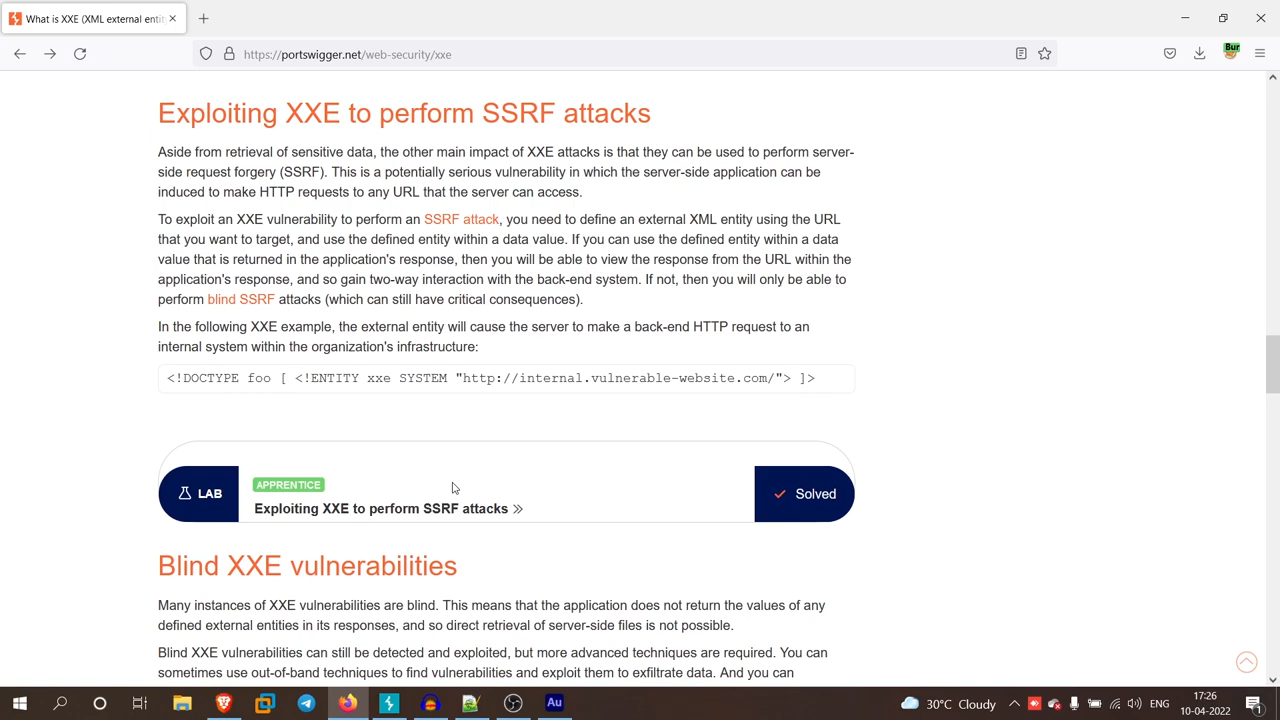 What is XXE (XML external entit
https://portswigger.net/web-security/xxe
Bur
Exploiting XXE to perform SSRF attacks
Aside from retrieval of sensitive data, the other main impact of XXE attacks is that they can be used to perform server-
side request forgery (SSRF). This is a potentially serious vulnerability in which the server-side application can be
induced to make HTTP requests to any URL that the server can access.
To exploit an XXE vulnerability to perform an SSRF attack, you need to define an external XML entity using the URL
that you want to target, and use the defined entity within a data value. If you can use the defined entity within a data
value that is returned in the application's response, then you will be able to view the response from the URL within the
application's response, and so gain two-way interaction with the back-end system. If not, then you will only be able to
perform blind SSRF attacks (which can still have critical consequences).
In the following XXE example, the external entity will cause the server to make a back-end HTTP request to an
internal system within the organization's infrastructure:
<!DOCTYPE foo [ <!ENTITY xxe SYSTEM "http://internal.vulnerable-website.com/"> ]>
LAB
APPRENTICE
Exploiting XXE to perform SSRF attacks
Solved
Blind XXE vulnerabilities
Many instances of XXE vulnerabilities are blind. This means that the application does not return the values of any
defined external entities in its responses, and so direct retrieval of server-side files is not possible.
Blind XXE vulnerabilities can still be detected and exploited, but more advanced techniques are required. You can
sometimes use out-of-band techniques to find vulnerabilities and exploit them to exfiltrate data. And you can
Au
30°C Cloudy
ENG
17:26
10-04-2022
1